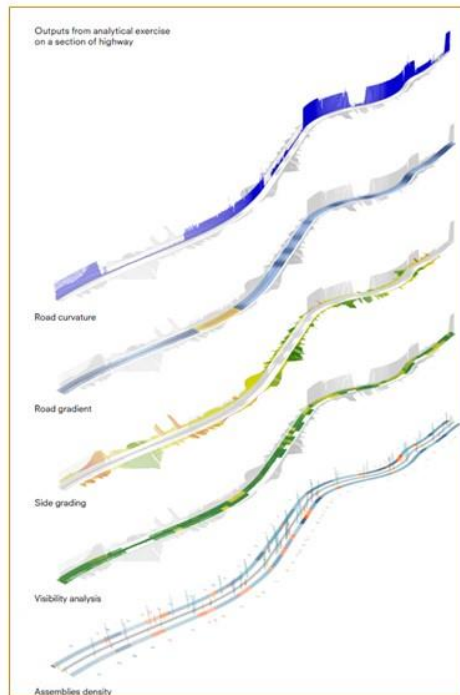 Outputs from analytical exercise
on a section of highway
Road curvature
Road gradient
Side grading
Visibility analysis
Assemblies density